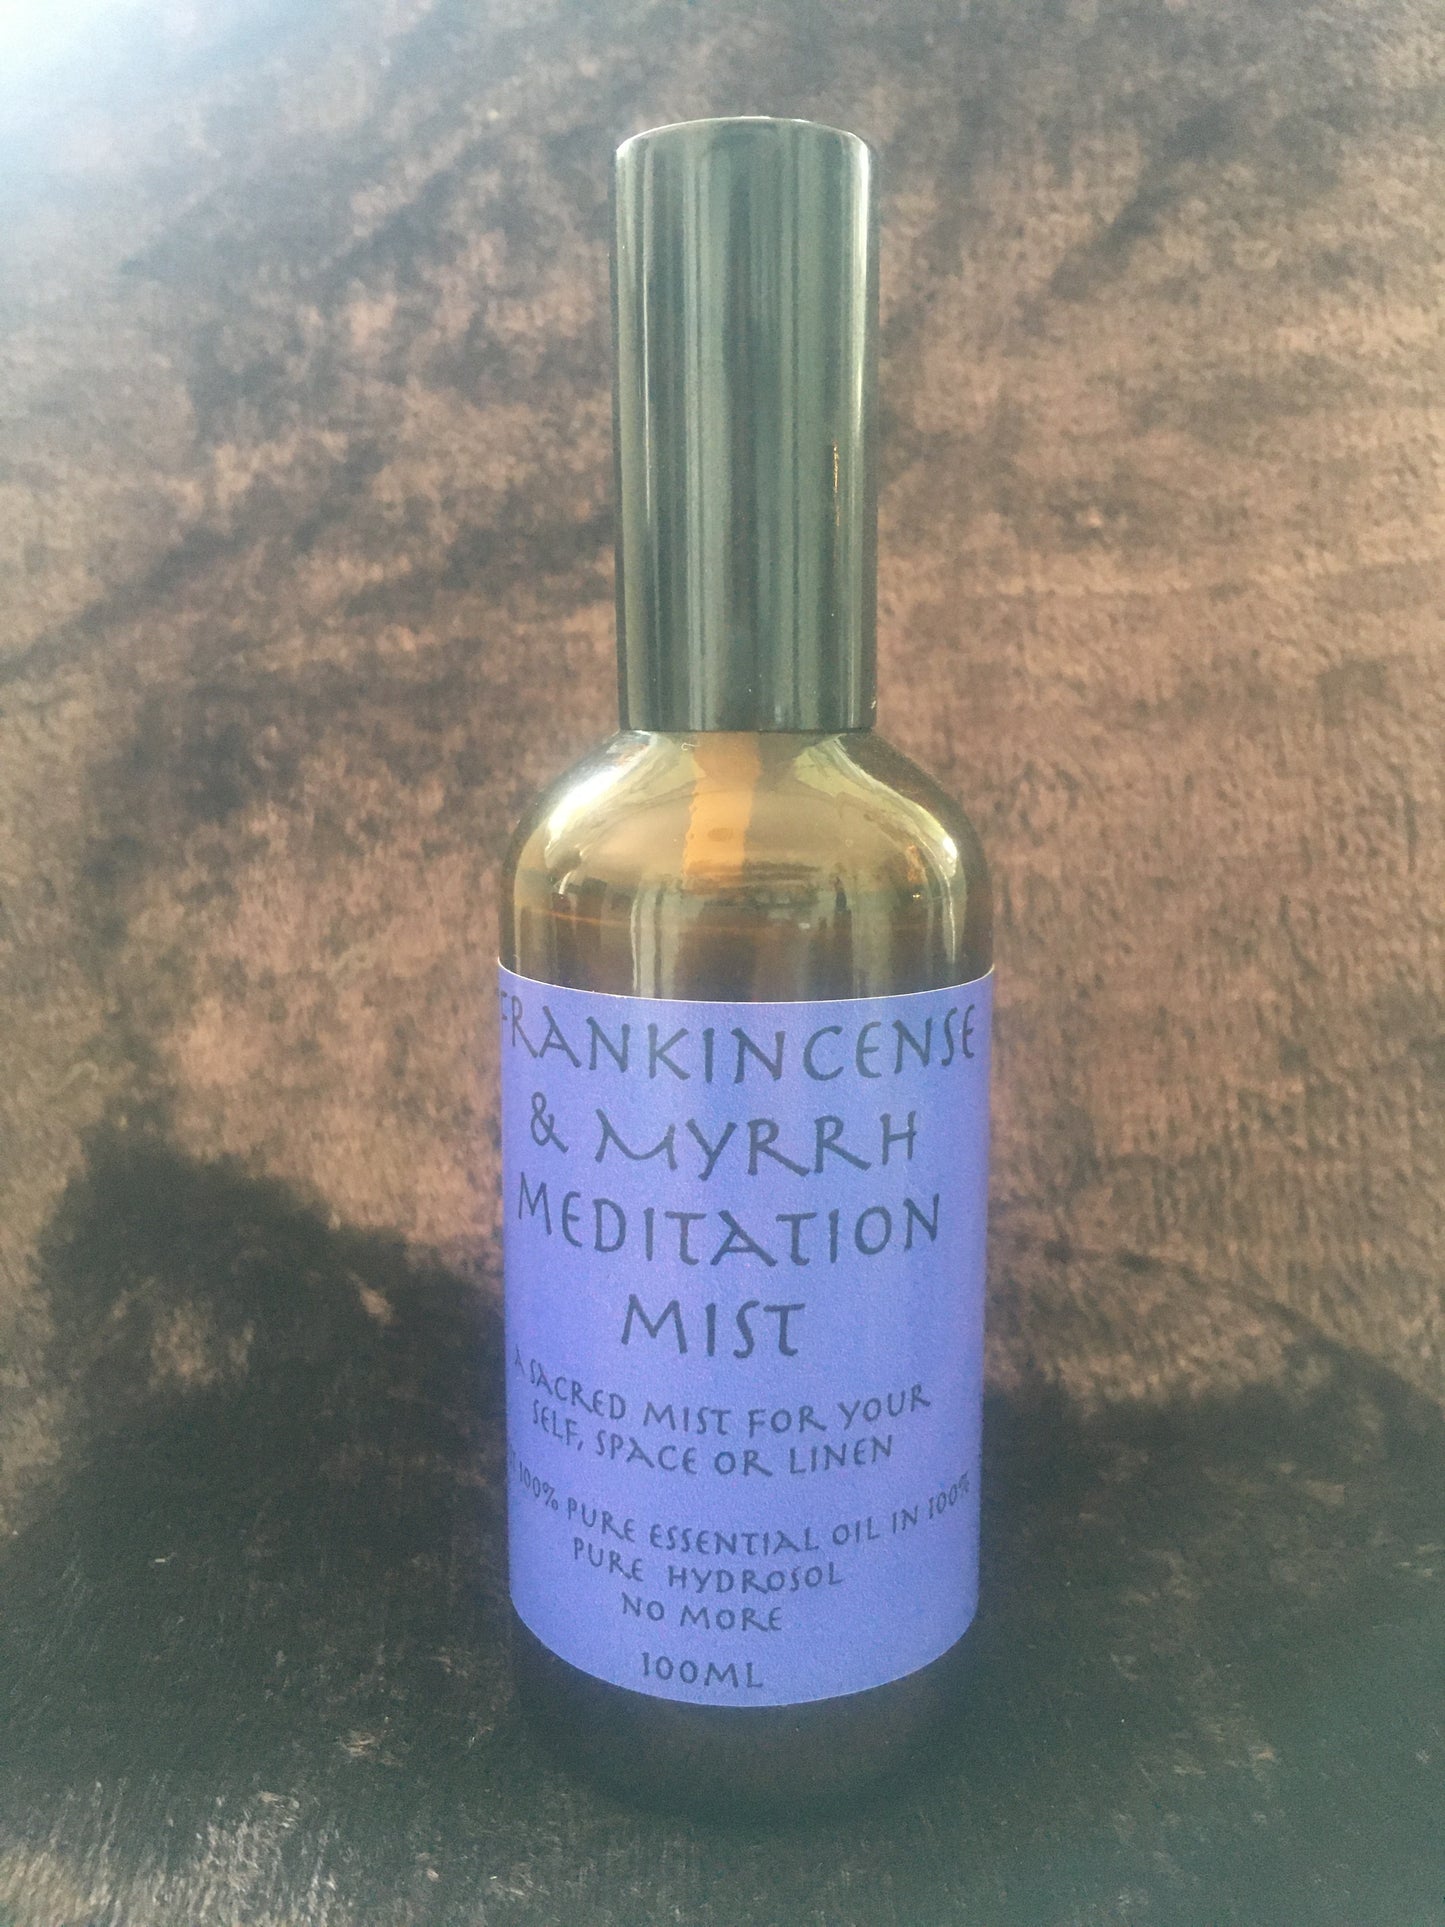 FRANKINCENSE
& MYRRH
MEDITATION
MIST
A SACRED MIST FOR YOUR
SELF, SPACE OR LINEN
100% PURE ESSENTIAL OIL IN 100%
PURE HYDROSOL
NO MORE
100ML